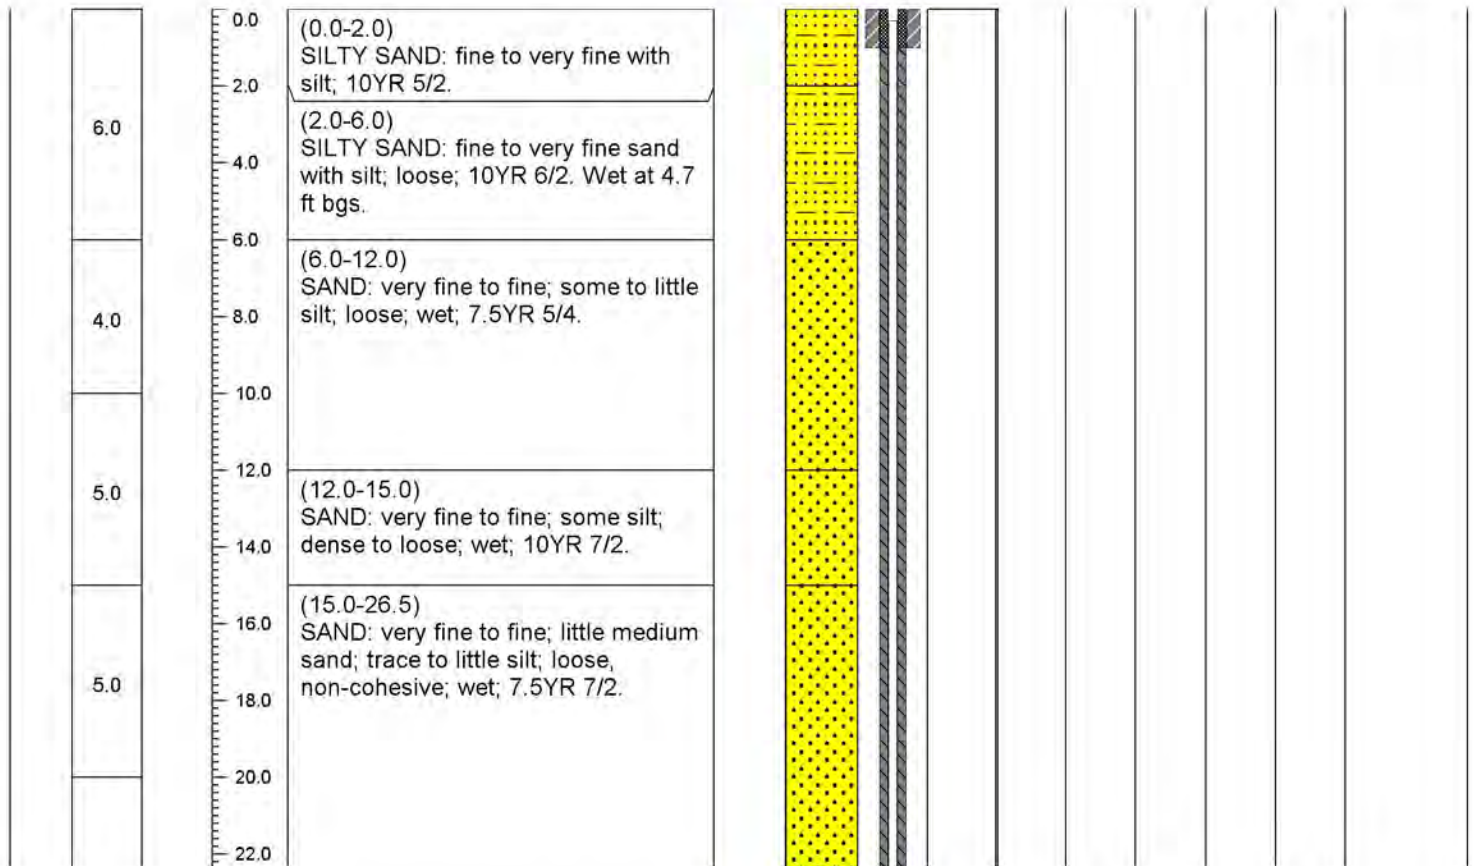 6.0
4.0
5.0
5.0
0.0
2.0
4.0
6.0
8.0
10.0
12.0
14.0
16.0
18.0
20.0
22.0
(0.0-2.0)
SILTY SAND: fine to very fine with
silt; 10YR 5/2.
(2.0-6.0)
SILTY SAND: fine to very fine sand
with silt; loose; 10YR 6/2. Wet at 4.7
ft bgs.
(6.0-12.0)
SAND: very fine to fine; some to little
silt; loose; wet; 7.5YR 5/4.
(12.0-15.0)
SAND: very fine to fine; some silt;
dense to loose; wet; 10YR 7/2.
(15.0-26.5)
SAND: very fine to fine; little medium
sand; trace to little silt; loose,
non-cohesive; wet; 7.5YR 7/2.